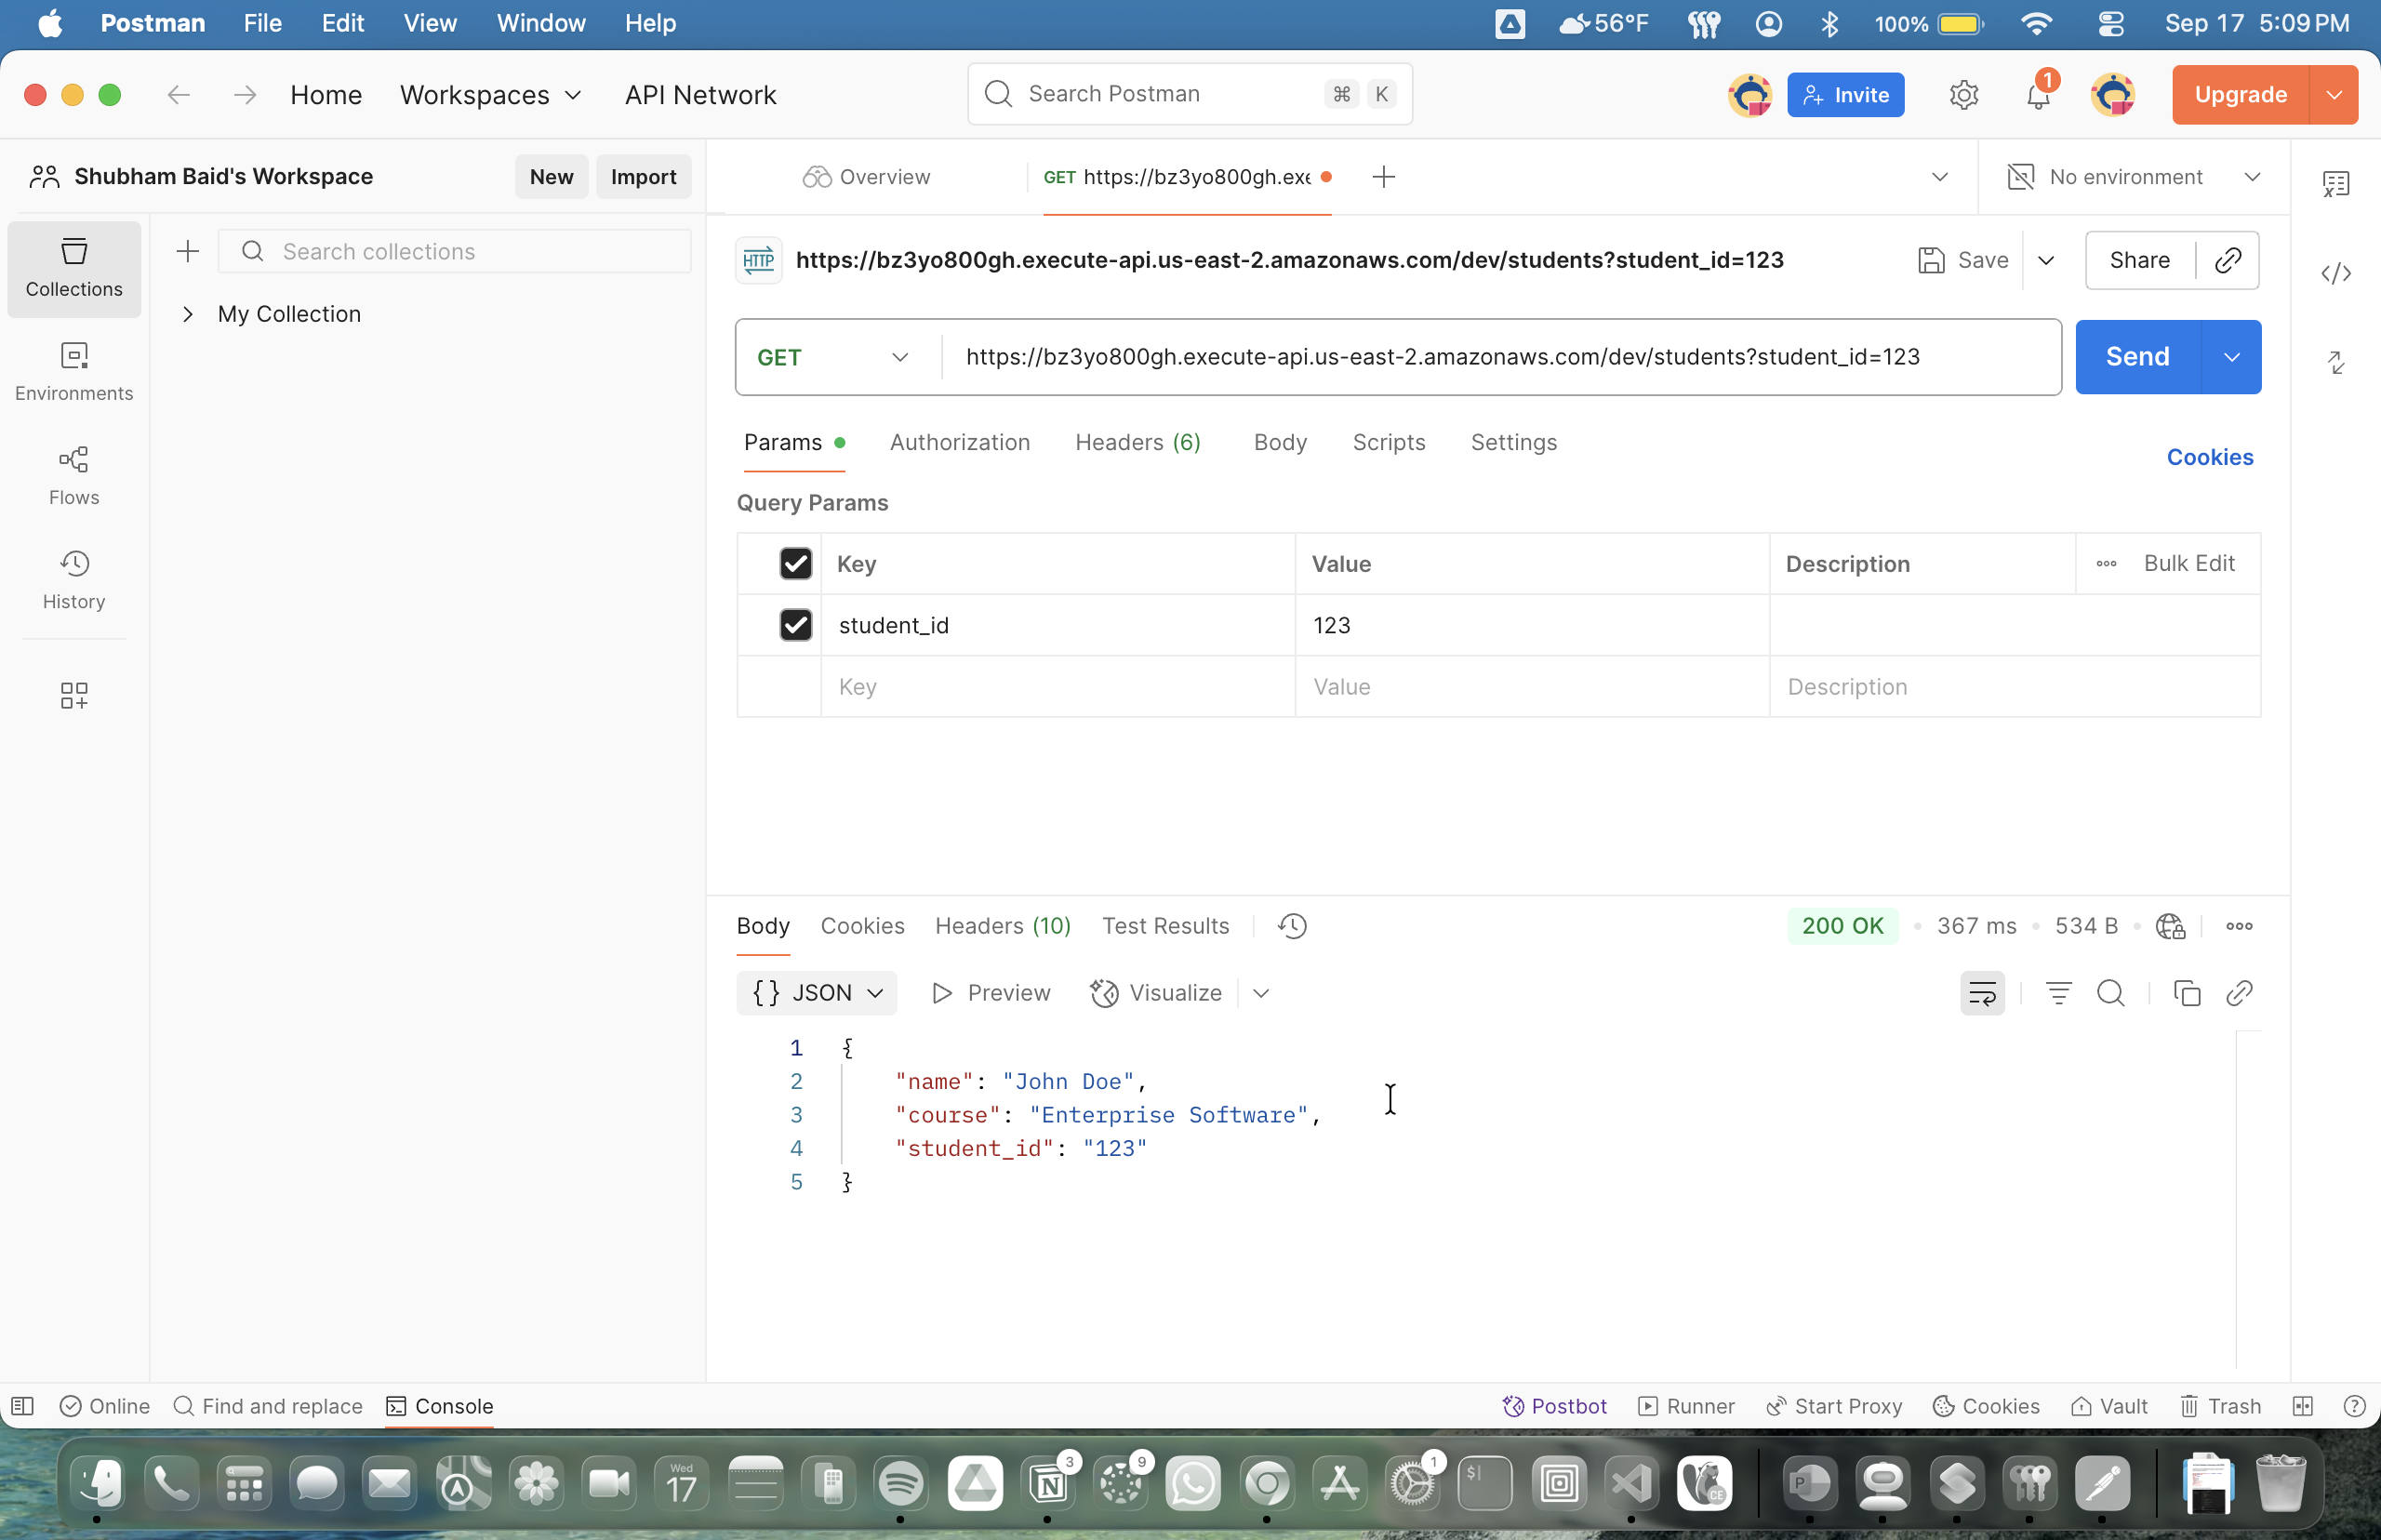 Postman File Edit View Window Help 56°F 100% Sep 17 5:09 PM
Home Workspaces API Network Search Postman ⌘ K Invite 1 Upgrade
Shubham Baid's Workspace New Import Overview GET https://bz3yo800gh.exe No environment
Collections
Search collections
My Collection
Environments
Flows
History
HTTP https://bz3yo800gh.execute-api.us-east-2.amazonaws.com/dev/students?student_id=123 Save Share
GET https://bz3yo800gh.execute-api.us-east-2.amazonaws.com/dev/students?student_id=123 Send
Params Authorization Headers (6) Body Scripts Settings Cookies
Query Params
Key Value Description Bulk Edit
student_id 123
Key Value Description
Body Cookies Headers (10) Test Results 200 OK 367 ms 534 B
{} JSON Preview Visualize
1 {
2 "name": "John Doe",
3 "course": "Enterprise Software",
4 "student_id": "123"
5 }
Online Find and replace Console Postbot Runner Start Proxy Cookies Vault Trash
Wed
17
3
9
1
$|
P
CE